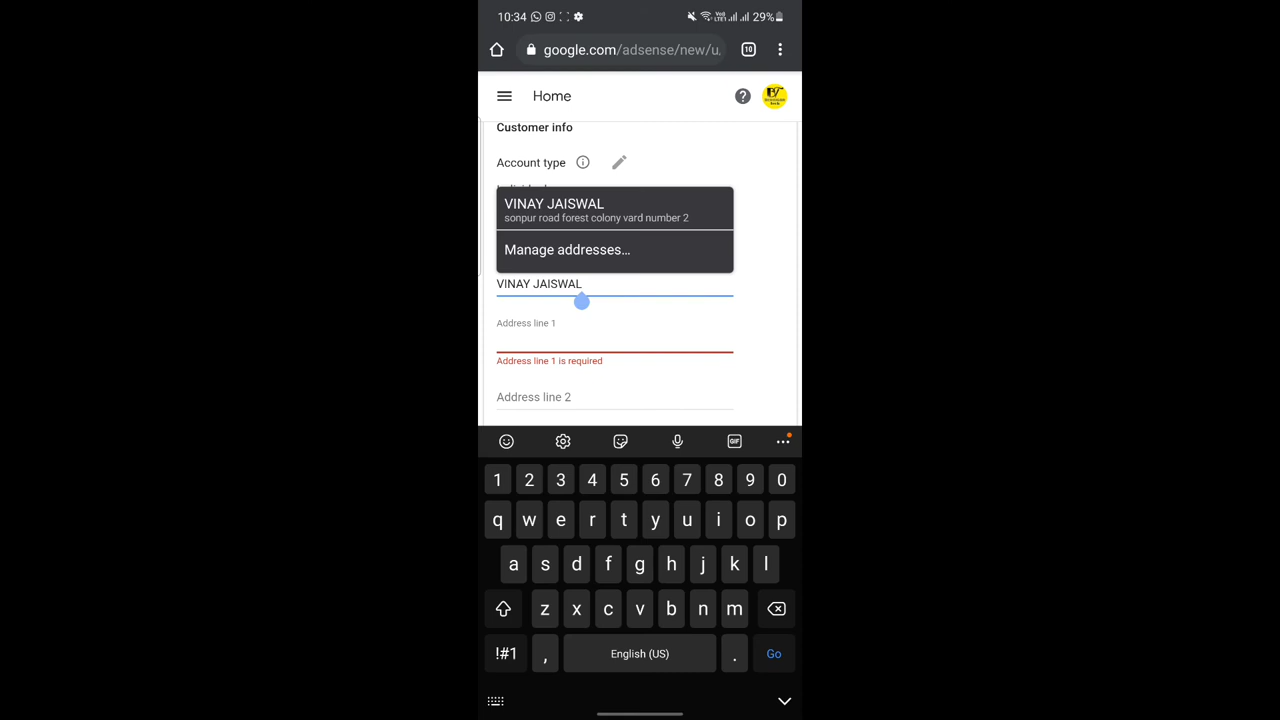 10:34
29%
google.com/adsense/new/u.
10
Home
Customer info
Account type
VINAY JAISWAL
sonpur road forest colony vard number 2
Manage addresses...
VINAY JAISWAL
Address line 1
Address line 1 is required
Address line 2
GIF
1 2 3 4 5 6 7 8 9 0
q w e r t y u i o p
a s d f g h j k l
z x c v b n m
!#1 , English (US) . Go